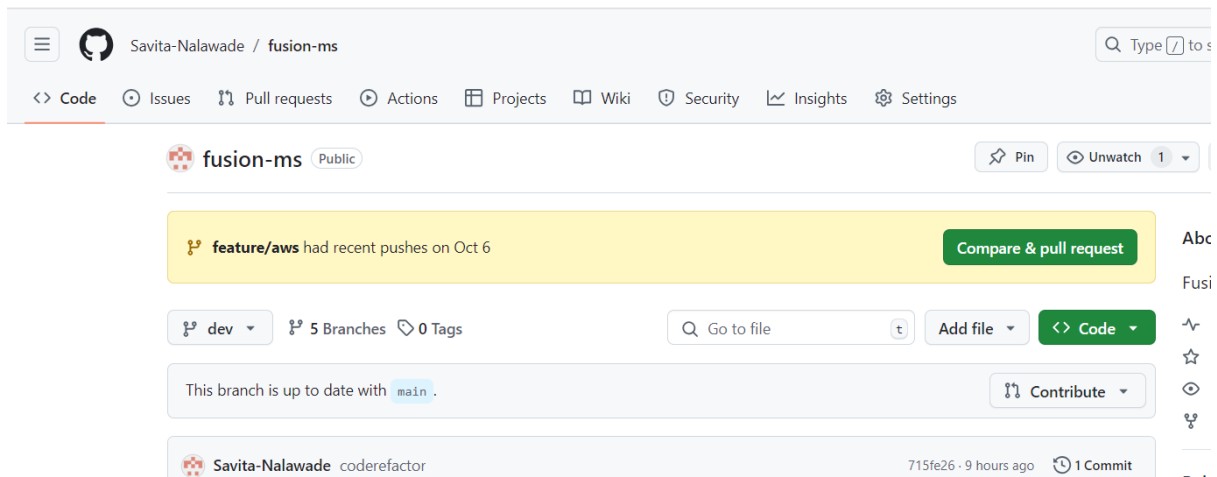 Savita-Nalawade / fusion-ms
Type / to s
Code Issues Pull requests Actions Projects Wiki Security Insights Settings
fusion-ms Public Pin Unwatch 1
feature/aws had recent pushes on Oct 6 Compare & pull request
Abo
Fusi
dev 5 Branches 0 Tags Go to file t Add file Code
This branch is up to date with main. Contribute
Savita-Nalawade coderefactor 715fe26 · 9 hours ago 1 Commit